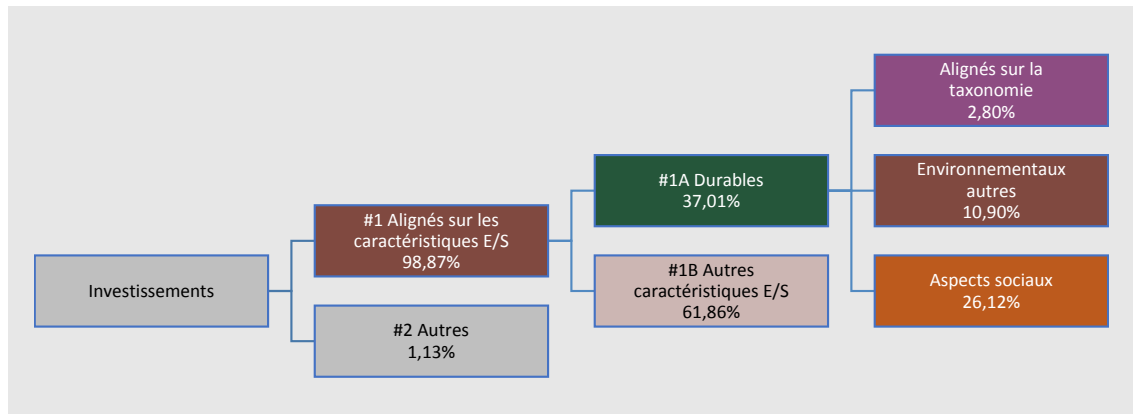 Investissements
#1 Alignés sur les
caractéristiques E/S
98,87%
#2 Autres
1,13%
#1A Durables
37,01%
#1B Autres
caractéristiques E/S
61,86%
Alignés sur la
taxonomie
2,80%
Environnementaux
autres
10,90%
Aspects sociaux
26,12%